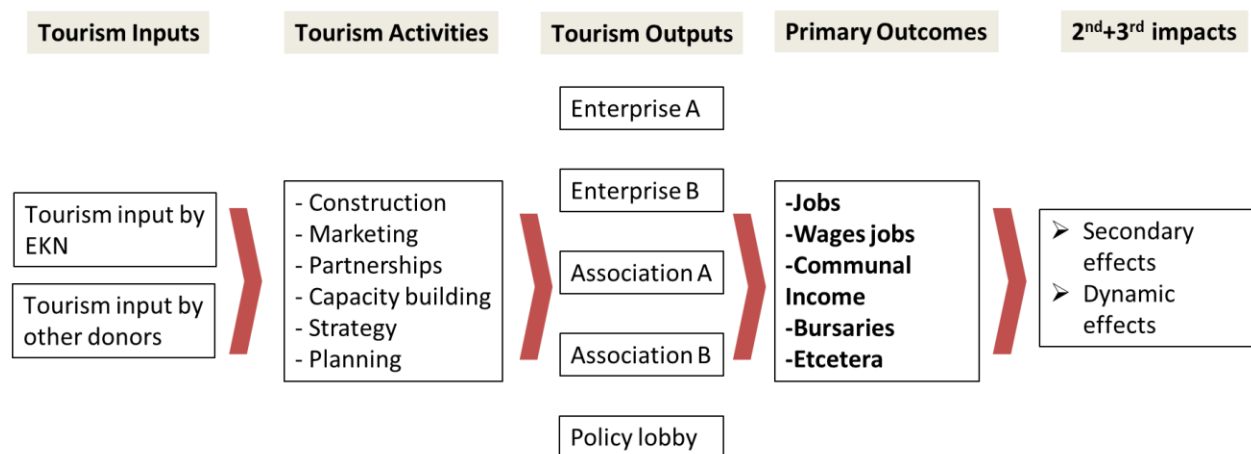 Tourism Inputs
Tourism Activities
Tourism Outputs
Primary Outcomes
2nd+3rd impacts
Tourism input by
EKN
Tourism input by
other donors
- Construction
- Marketing
- Partnerships
- Capacity building
- Strategy
- Planning
Enterprise A
Enterprise B
Association A
Association B
Policy lobby
-Jobs
-Wages jobs
-Communal
Income
-Bursaries
-Etcetera
➢ Secondary
effects
➢ Dynamic
effects